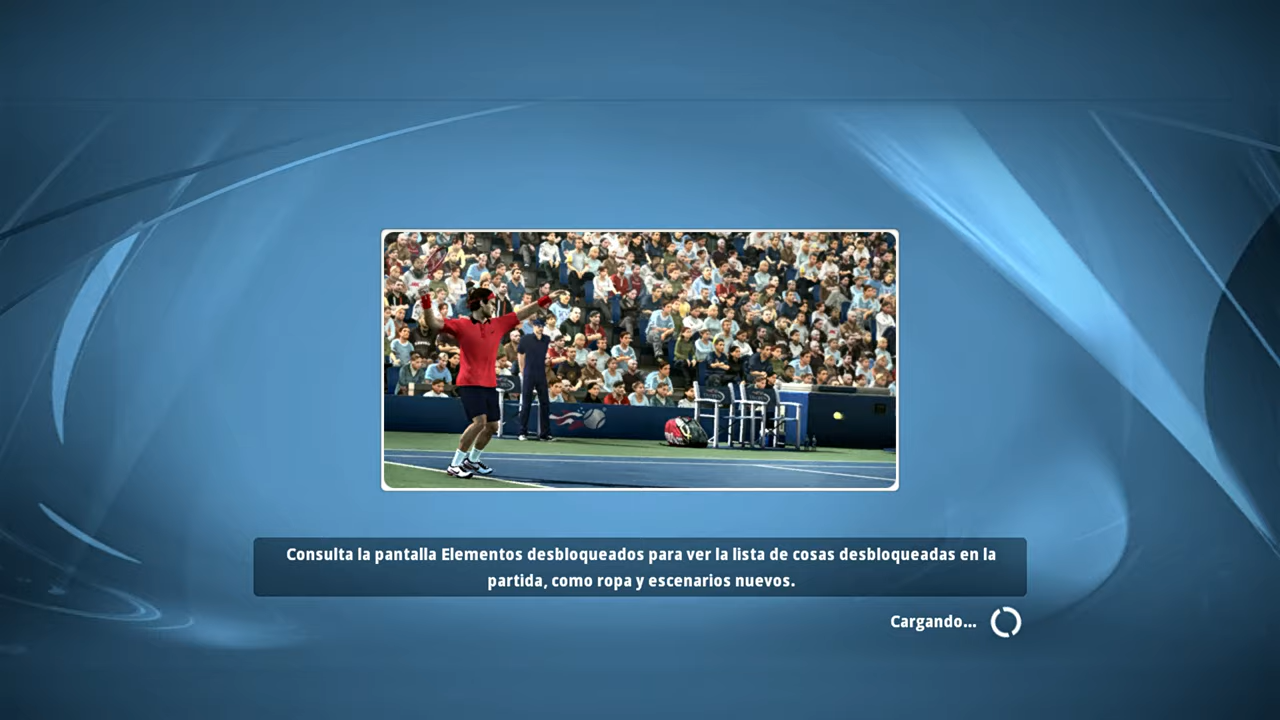 Consulta la pantalla Elementos desbloqueados para ver la lista de cosas desbloqueadas en la
partida, como ropa y escenarios nuevos.
Cargando...